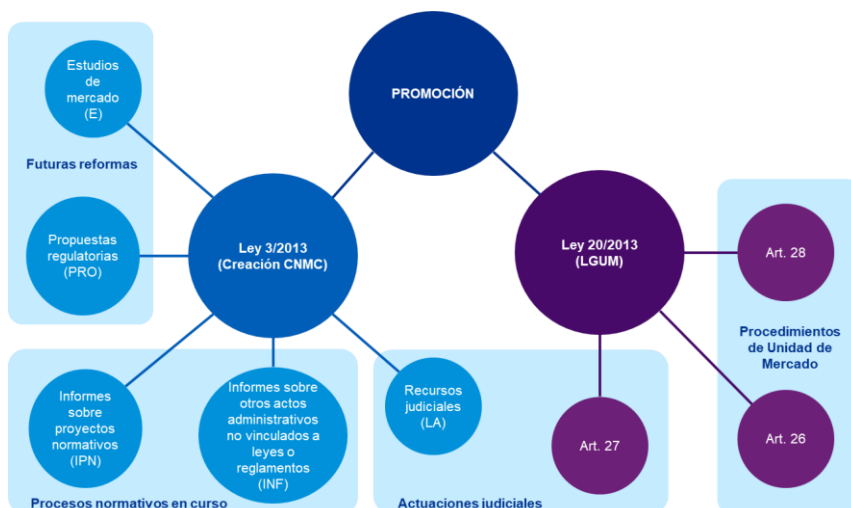 PROMOCIÓN
Estudios
de
mercado
(E)
Futuras reformas
Propuestas
regulatorias
(PRO)
Ley 3/2013
(Creación CNMC)
Ley 20/2013
(LGUM)
Art. 28
Procedimientos
de Unidad de
Mercado
Art. 26
Informes
sobre
proyectos
normativos
(IPN)
Informes sobre
otros actos
administrativos
no vinculados a
leyes o
reglamentos
(INF)
Procesos normativos en curso
Recursos
judiciales
(LA)
Art. 27
Actuaciones judiciales